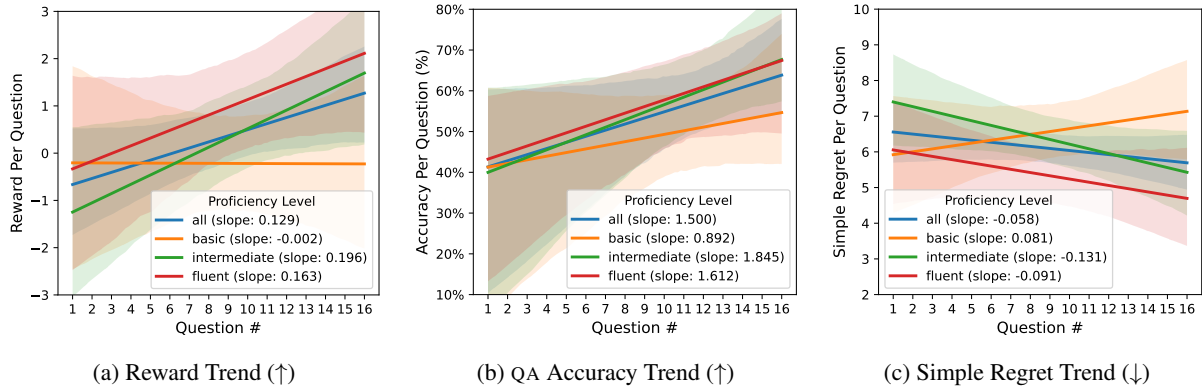 3
2
1
0
−1
−2
−3
Reward Per Question
Proficiency Level
all (slope: 0.129)
basic (slope: -0.002)
intermediate (slope: 0.196)
fluent (slope: 0.163)
1 2 3 4 5 6 7 8 9 10 11 12 13 14 15 16
Question #
(a) Reward Trend (↑)
80%
70%
60%
50%
40%
30%
20%
10%
Accuracy Per Question (%)
Proficiency Level
all (slope: 1.500)
basic (slope: 0.892)
intermediate (slope: 1.845)
fluent (slope: 1.612)
1 2 3 4 5 6 7 8 9 10 11 12 13 14 15 16
Question #
(b) QA Accuracy Trend (↑)
10
9
8
7
6
5
4
3
2
Simple Regret Per Question
Proficiency Level
all (slope: -0.058)
basic (slope: 0.081)
intermediate (slope: -0.131)
fluent (slope: -0.091)
1 2 3 4 5 6 7 8 9 10 11 12 13 14 15 16
Question #
(c) Simple Regret Trend (↓)